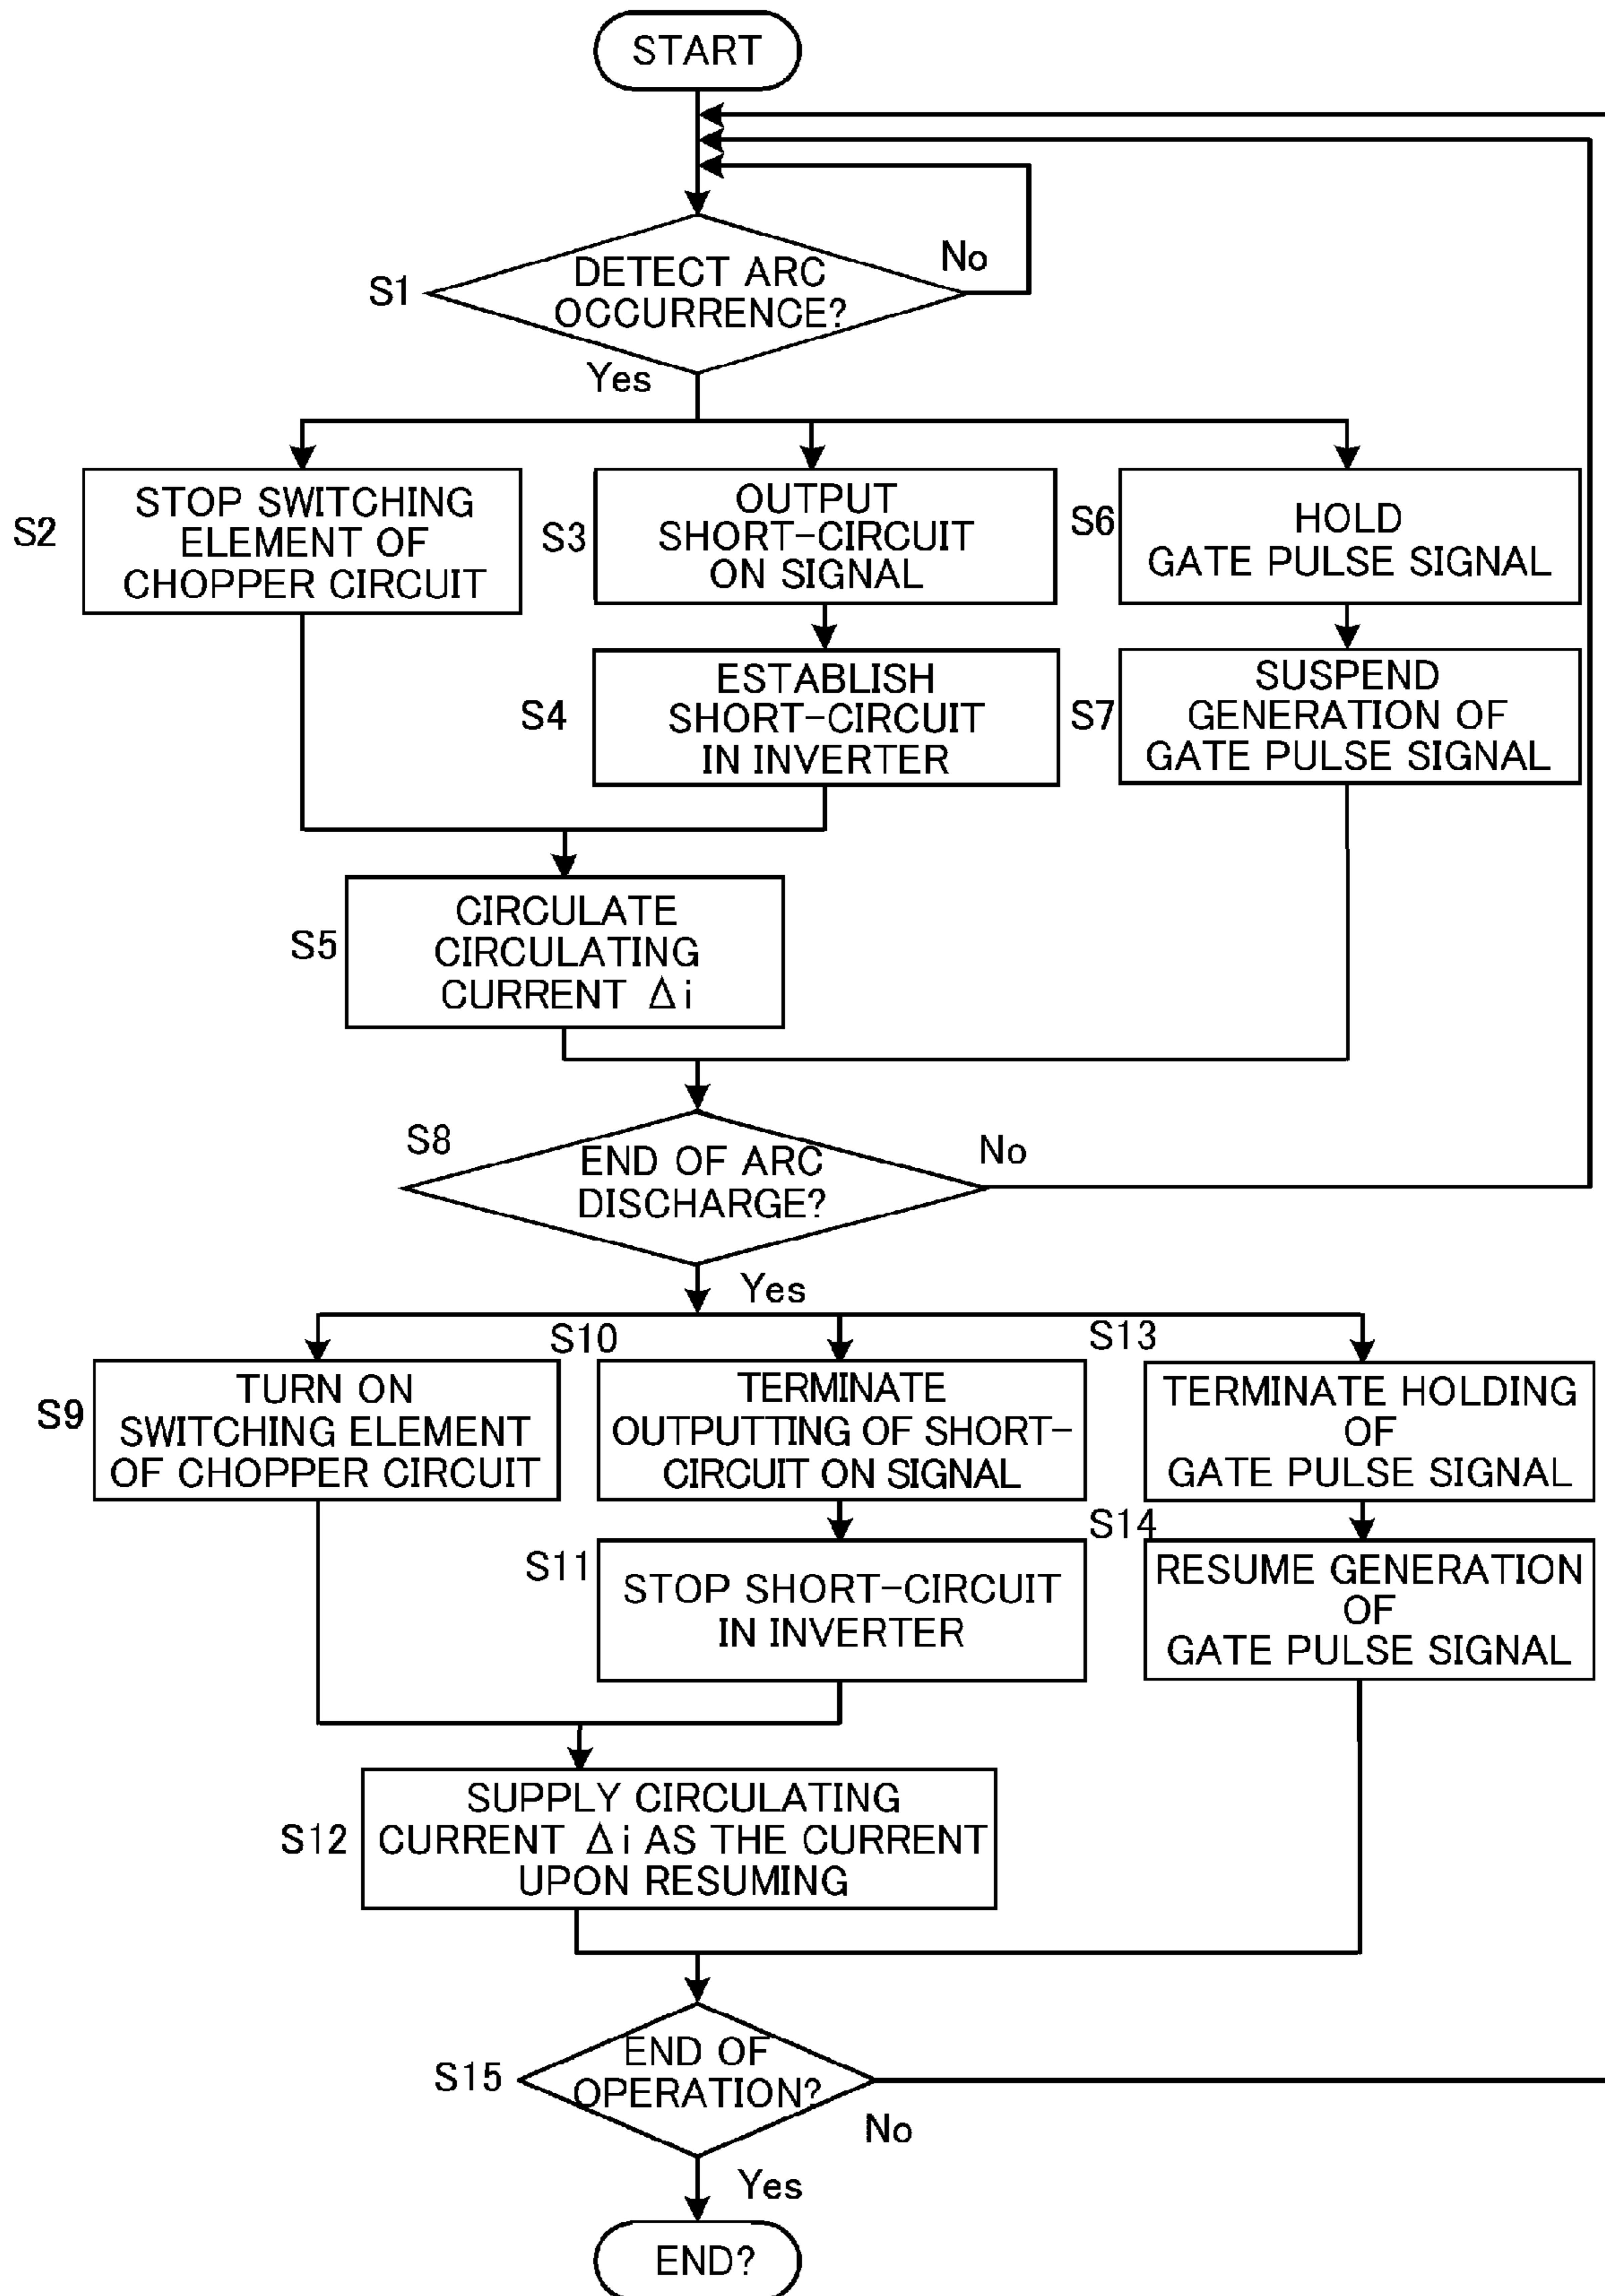 START
No
S1
DETECT ARC
OCCURRENCE?
Yes
S2
STOP SWITCHING
ELEMENT OF
CHOPPER CIRCUIT
S3
OUTPUT
SHORT-CIRCUIT
ON SIGNAL
S6
HOLD
GATE PULSE SIGNAL
S4
ESTABLISH
SHORT-CIRCUIT
IN INVERTER
S7
SUSPEND
GENERATION OF
GATE PULSE SIGNAL
S5
CIRCULATE
CIRCULATING
CURRENT Δi
S8
END OF ARC
DISCHARGE?
No
Yes
S9
TURN ON
SWITCHING ELEMENT
OF CHOPPER CIRCUIT
S10
TERMINATE
OUTPUTTING OF SHORT-
CIRCUIT ON SIGNAL
S13
TERMINATE HOLDING
OF
GATE PULSE SIGNAL
S11
STOP SHORT-CIRCUIT
IN INVERTER
S14
RESUME GENERATION
OF
GATE PULSE SIGNAL
S12
SUPPLY CIRCULATING
CURRENT Δi AS THE CURRENT
UPON RESUMING
S15
END OF
OPERATION?
No
Yes
END?